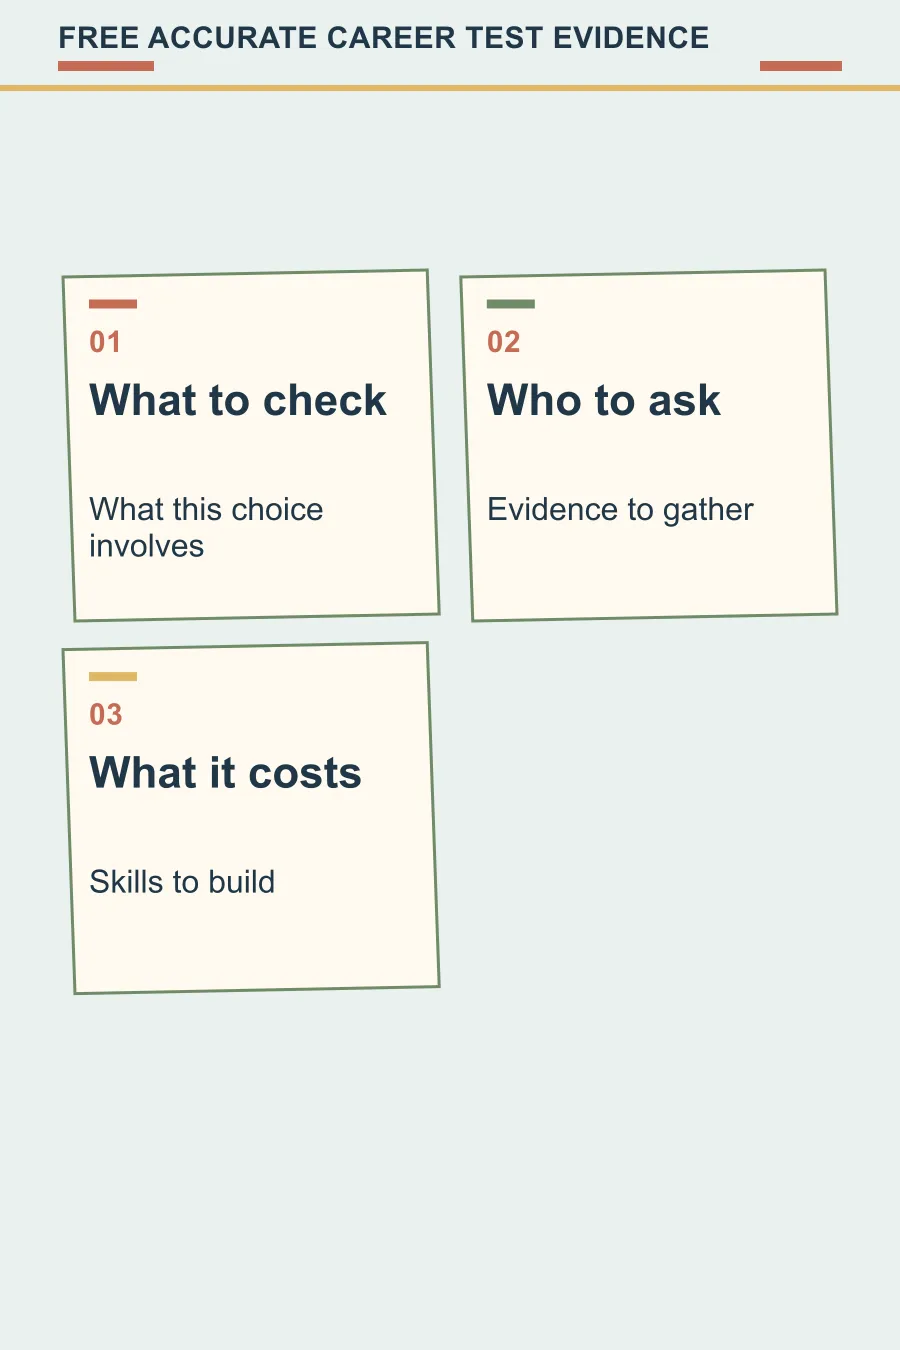 FREE ACCURATE CAREER TEST EVIDENCE
01
What to check
What this choice
involves
02
Who to ask
Evidence to gather
03
What it costs
Skills to build